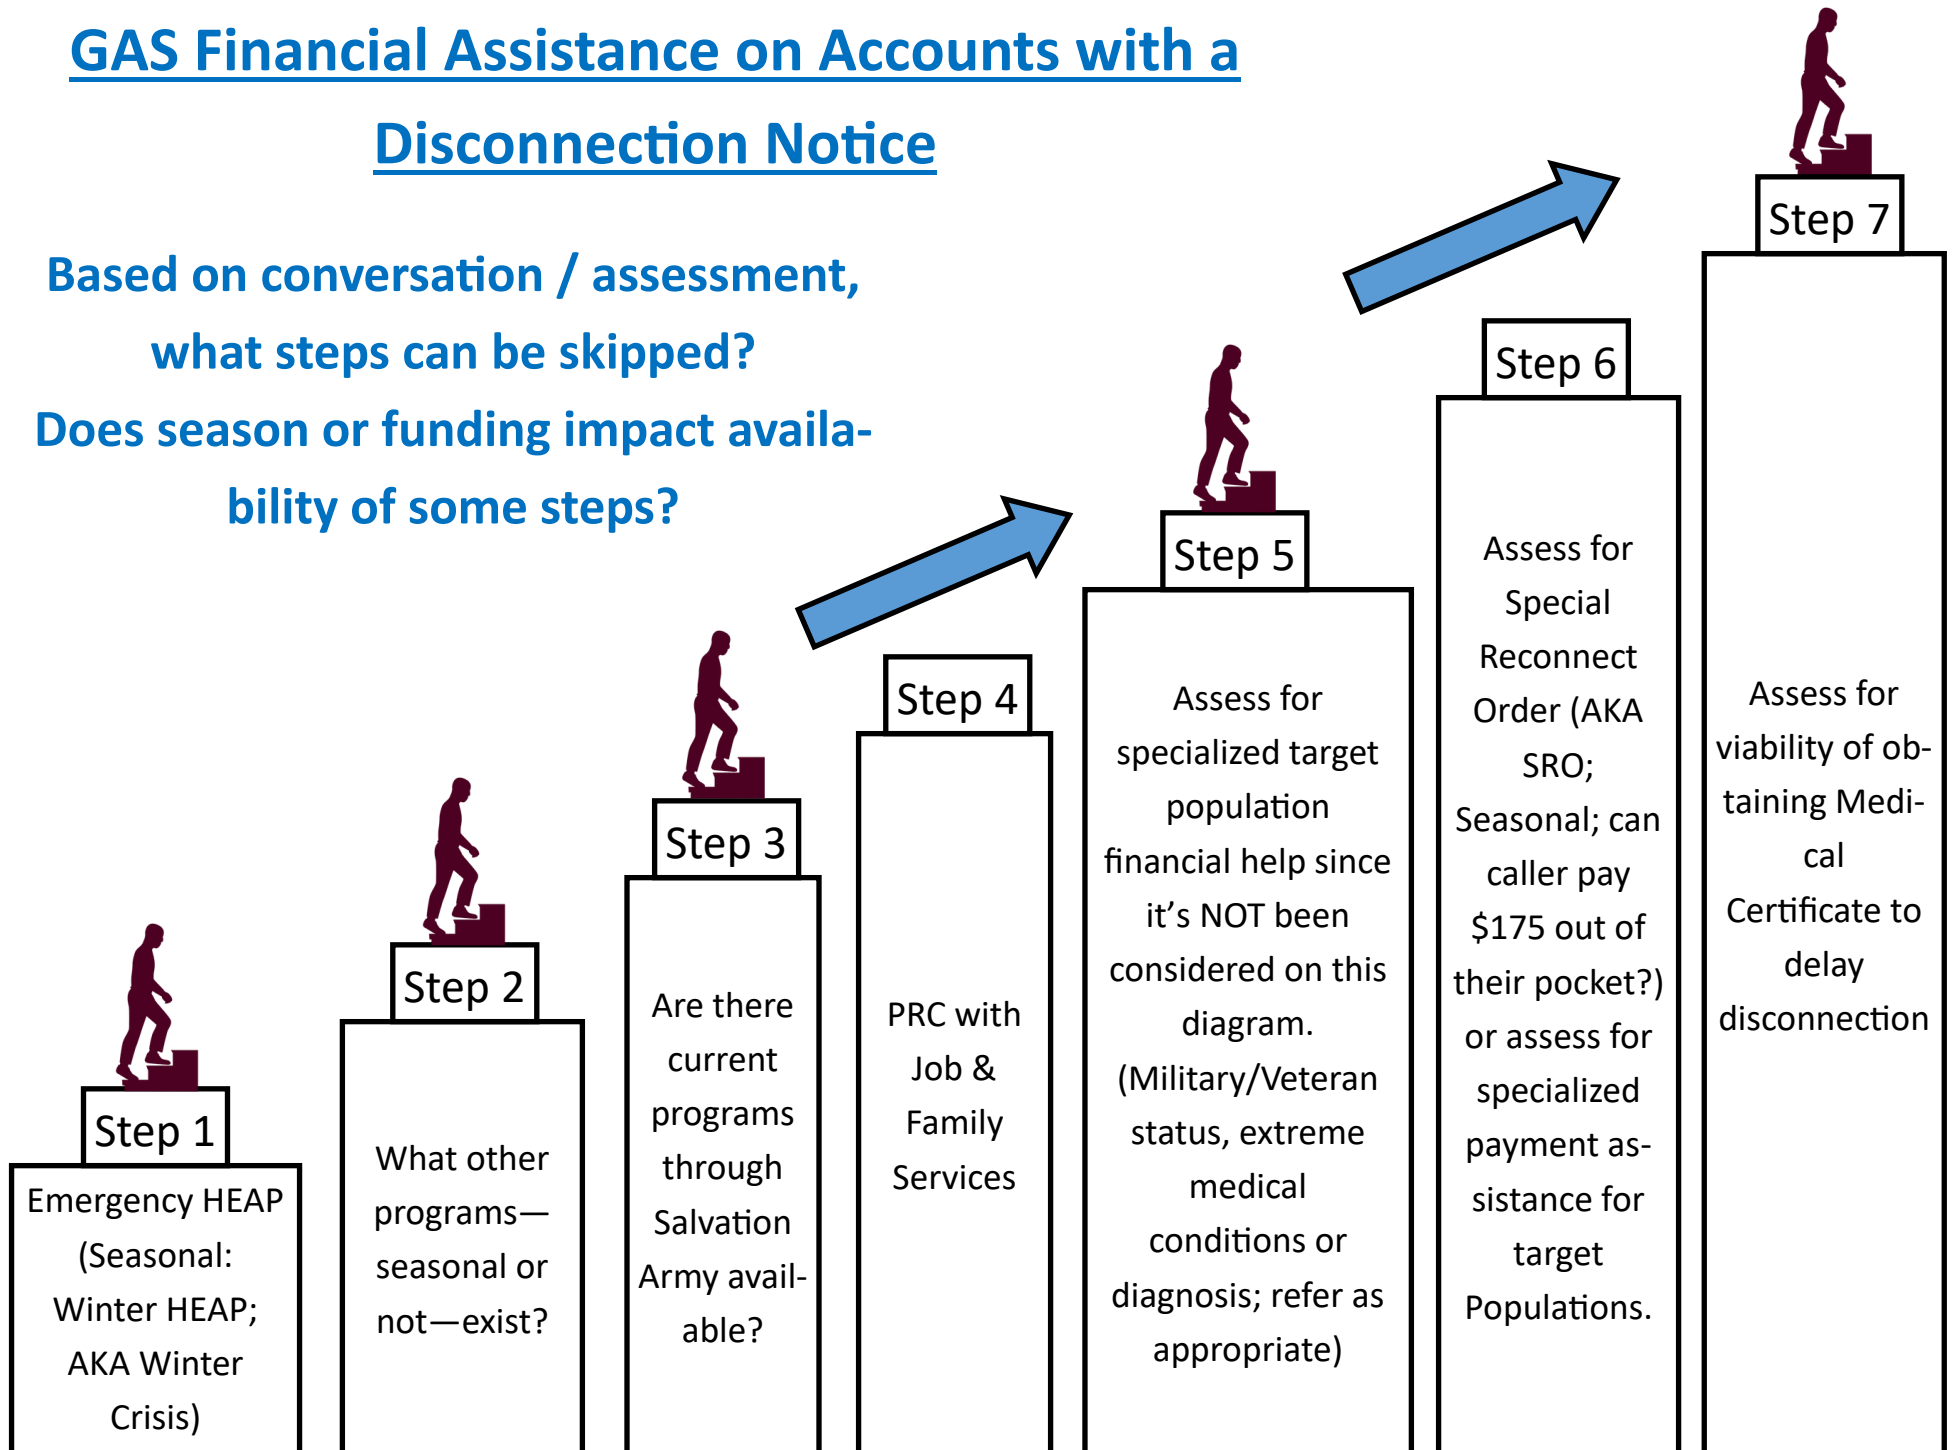 GAS Financial Assistance on Accounts with a
Disconnection Notice
Based on conversation / assessment,
what steps can be skipped?
Does season or funding impact availa-
bility of some steps?
Step 1
Emergency HEAP
(Seasonal:
Winter HEAP;
AKA Winter
Crisis)
Step 2
What other
programs—
seasonal or
not—exist?
Step 3
Are there
current
programs
through
Salvation
Army avail-
able?
Step 4
PRC with
Job &
Family
Services
Step 5
Assess for
specialized target
population
financial help since
it's NOT been
considered on this
diagram.
(Military/Veteran
status, extreme
medical
conditions or
diagnosis; refer as
appropriate)
Step 6
Assess for
Special
Reconnect
Order (AKA
SRO;
Seasonal; can
caller pay
$175 out of
their pocket?)
or assess for
specialized
payment as-
sistance for
target
Populations.
Step 7
Assess for
viability of ob-
taining Medi-
cal
Certificate to
delay
disconnection